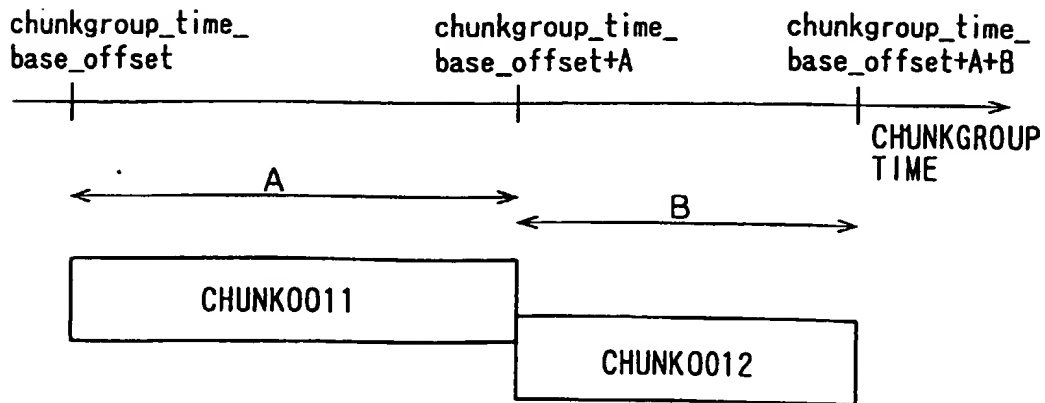 chunkgroup_time_
base_offset
chunkgroup_time_
base_offset+A
chunkgroup_time_
base_offset+A+B
CHUNKGROUP
TIME
A
B
CHUNK0011
CHUNK0012